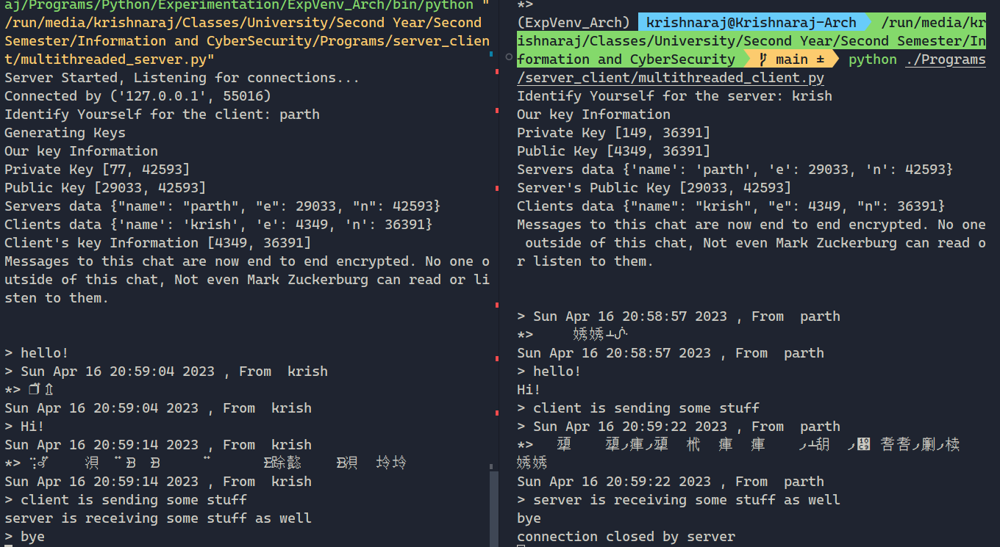 aj/Programs/Python/Experimentation/ExpVenv_Arch/bin/python "
/run/media/krishnaraj/Classes/University/Second Year/Second
Semester/Information and CyberSecurity/Programs/server_clien
t/multithreaded_server.py"
Server Started, Listening for connections...
Connected by ('127.0.0.1', 55016)
Identify Yourself for the client: parth
Generating Keys
Our key Information
Private Key [77, 42593]
Public Key [29033, 42593]
Servers data {"name": "parth", "e": 29033, "n": 42593}
Clients data {'name': 'krish', 'e': 4349, 'n': 36391}
Client's key Information [4349, 36391]
Messages to this chat are now end to end encrypted. No one o
utside of this chat, Not even Mark Zuckerburg can read or li
sten to them.
> hello!
> Sun Apr 16 20:59:04 2023 , From  krish
*>
Sun Apr 16 20:59:04 2023 , From  krish
> Hi!
Sun Apr 16 20:59:14 2023 , From  krish
*>
Sun Apr 16 20:59:14 2023 , From  krish
> client is sending some stuff
server is receiving some stuff as well
> bye
*>
(ExpVenv_Arch) krishnaraj@Krishnaraj-Arch /run/media/kr
ishnaraj/Classes/University/Second Year/Second Semester/In
formation and CyberSecurity main ± python ./Programs
/server_client/multithreaded_client.py
Identify Yourself for the server: krish
Our key Information
Private Key [149, 36391]
Public Key [4349, 36391]
Servers data {'name': 'parth', 'e': 29033, 'n': 42593}
Server's Public Key [29033, 42593]
Clients data {"name": "krish", "e": 4349, "n": 36391}
Messages to this chat are now end to end encrypted. No one
outside of this chat, Not even Mark Zuckerburg can read o
r listen to them.
> Sun Apr 16 20:58:57 2023 , From  parth
*>
Sun Apr 16 20:58:57 2023 , From  parth
> hello!
Hi!
> client is sending some stuff
> Sun Apr 16 20:59:22 2023 , From  parth
*>
Sun Apr 16 20:59:22 2023 , From  parth
> server is receiving some stuff as well
bye
connection closed by server